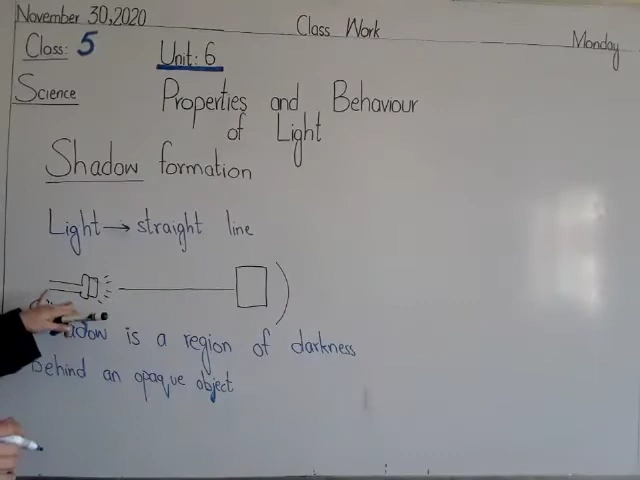 November 30,2020
Class Work
Monday
Class: 5
Unit: 6
Science
Properties and Behaviour
of Light
Shadow formation
Light → straight line
Shadow is a region of darkness
Behind an opaque object